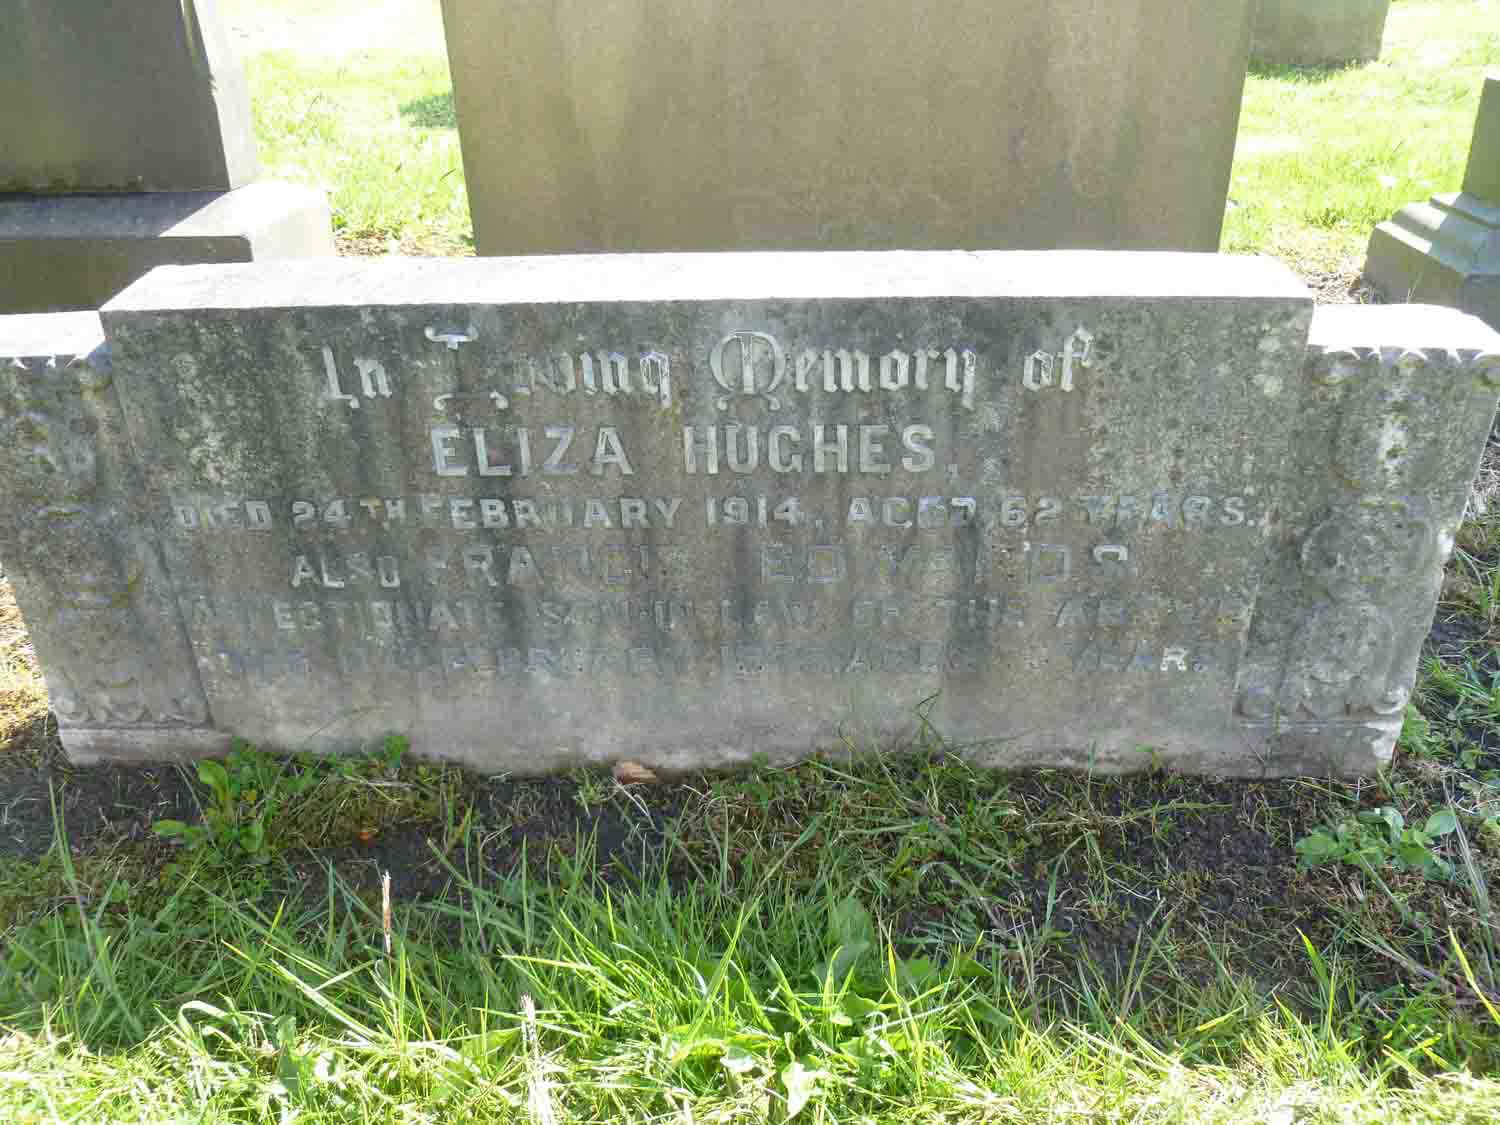 In Loving Memory of
ELIZA HUGHES.
DIED 24TH FEBRUARY 1914, AGED 62 YEARS.
ALSO FRANCIS EDWARDS
AFFECTIONATE SON-IN-LAW OF THE ABOVE
YEARS